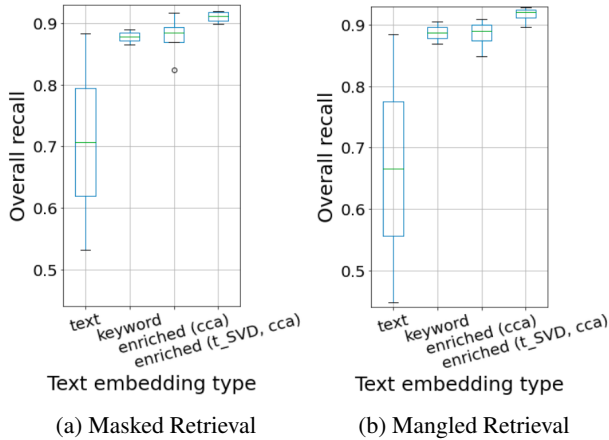 0.9
0.8
0.7
0.6
0.5
Overall recall
text
keyword
enriched (cca)
enriched (t_SVD, cca)
Text embedding type
(a) Masked Retrieval
0.9
0.8
0.7
0.6
0.5
Overall recall
text
keyword
enriched (cca)
enriched (t_SVD, cca)
Text embedding type
(b) Mangled Retrieval